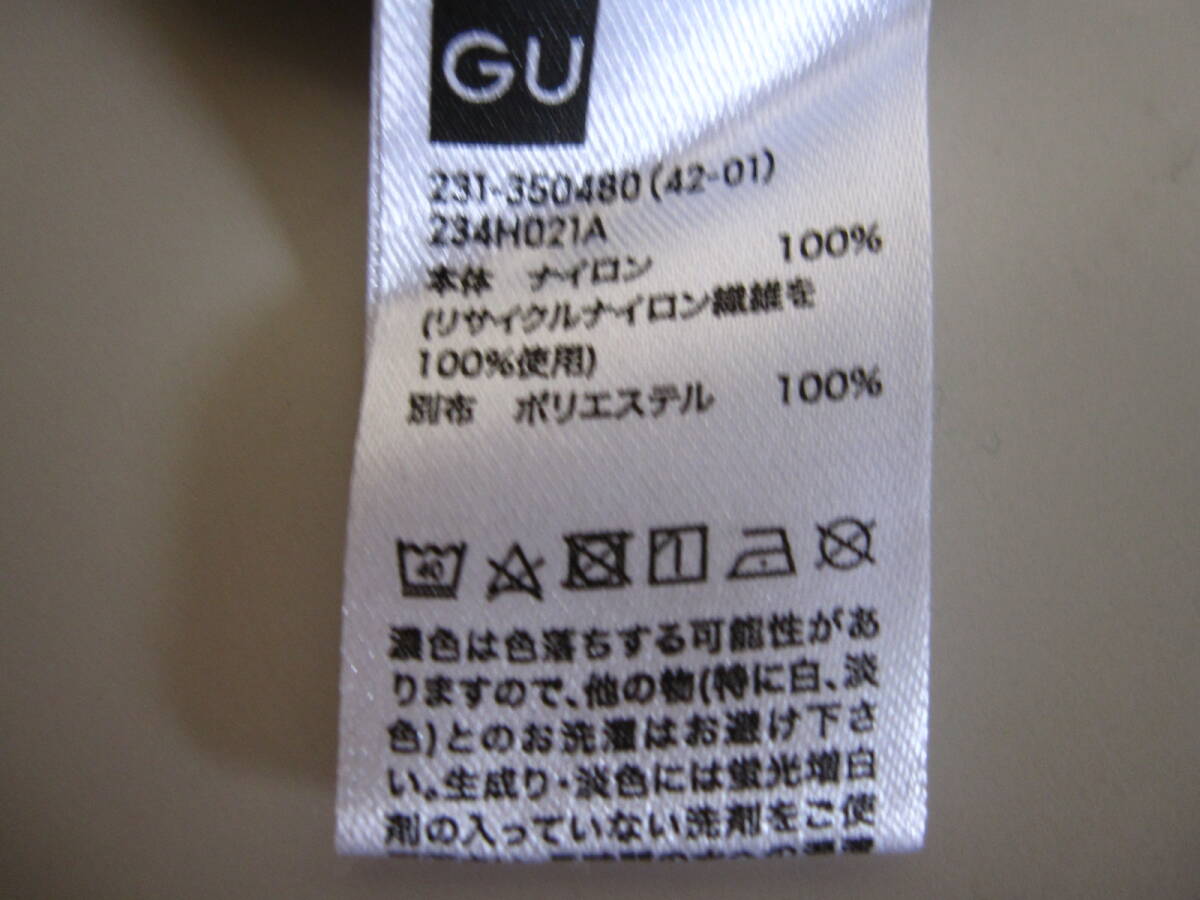 GU
231-350480(42-01)
234H021A
本体 ナイロン 100%
(リサイクルナイロン繊維を
100%使用)
別布 ポリエステル 100%
40
濃色は色落ちする可能性があ
りますので、他の物(特に白、淡
色)とのお洗濯はお避け下さ
い。生成り・淡色には蛍光増白
剤の入っていない洗剤をご使